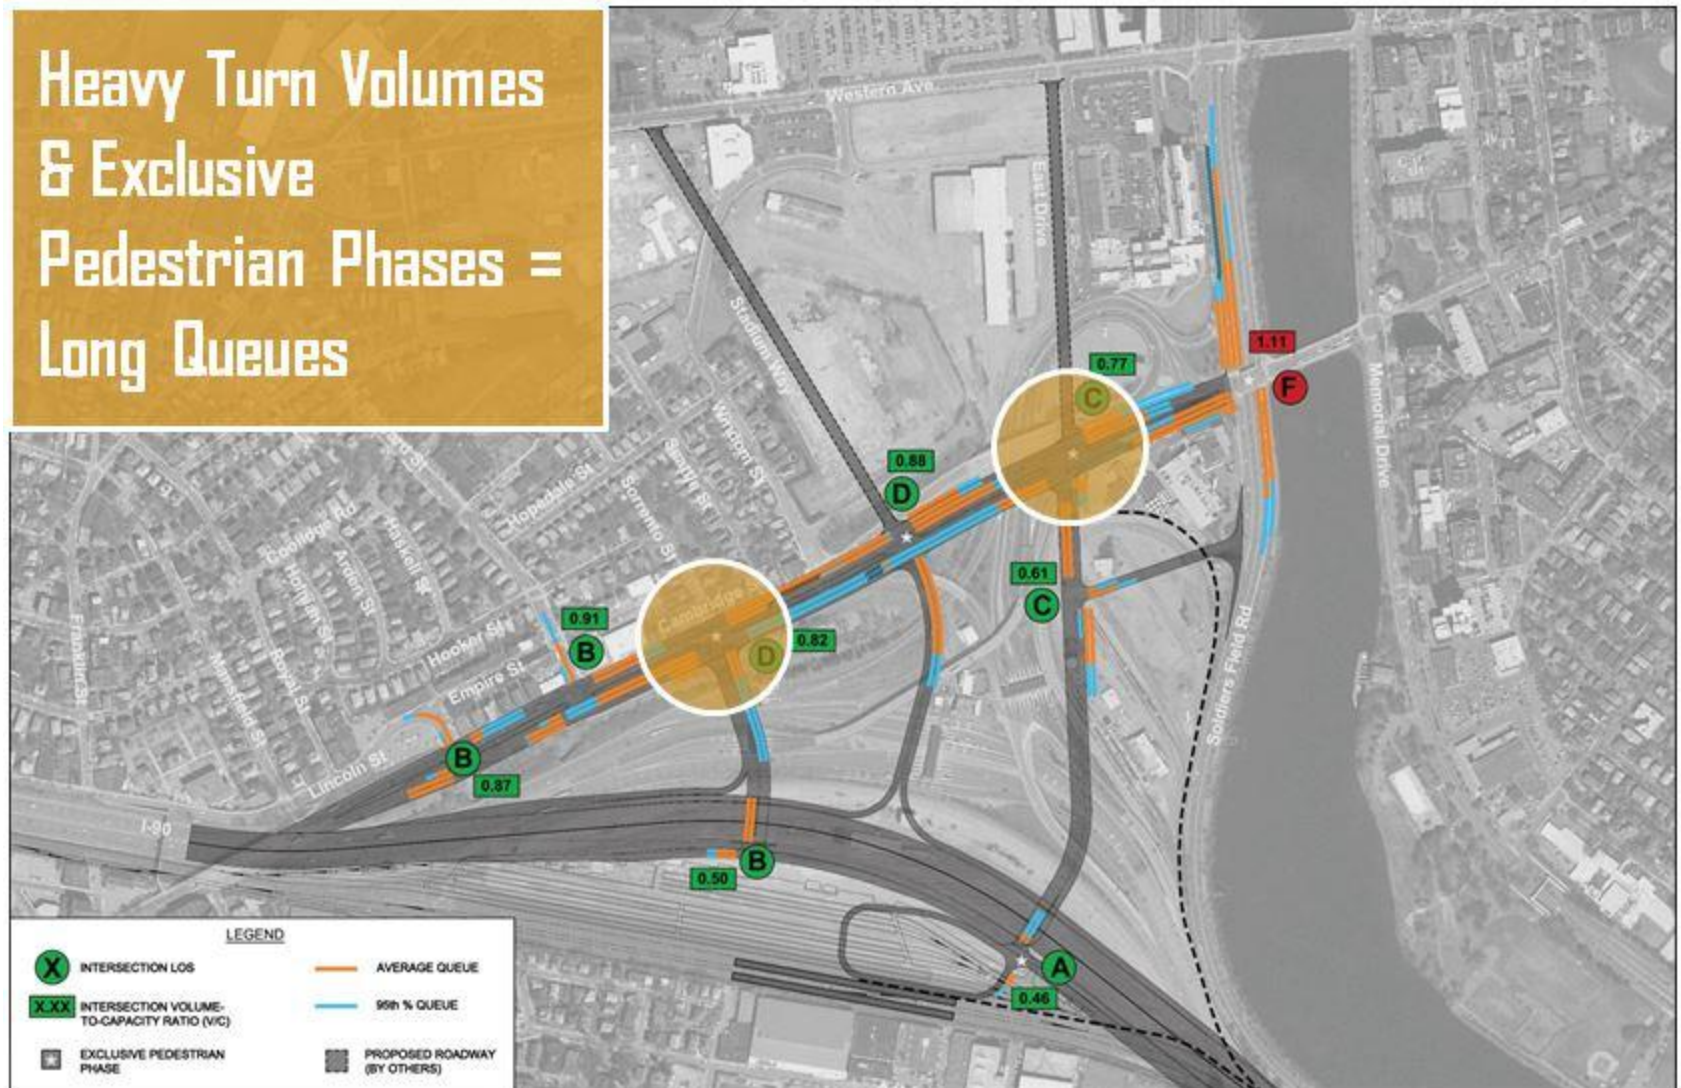 Heavy Turn Volumes
& Exclusive
Pedestrian Phases =
Long Queues
Western Ave
East Drive
Stadium Way
Windom St
Seattle St
Sorrento St
Hopedale St
Coolidge Rd
Haskell St
Arden St
Holman St
Royal St
Mansfield St
Franklin St
Hooker St
Empire St
Lincoln St
Cambridge
I-90
Soldiers Field Rd
Memorial Drive
1.11
F
0.77
C
0.88
D
0.61
C
0.91
B
0.82
D
B
0.87
B
0.50
A
0.46
LEGEND
X INTERSECTION LOS
X.XX INTERSECTION VOLUME-
TO-CAPACITY RATIO (V/C)
EXCLUSIVE PEDESTRIAN
PHASE
AVERAGE QUEUE
95th % QUEUE
PROPOSED ROADWAY
(BY OTHERS)